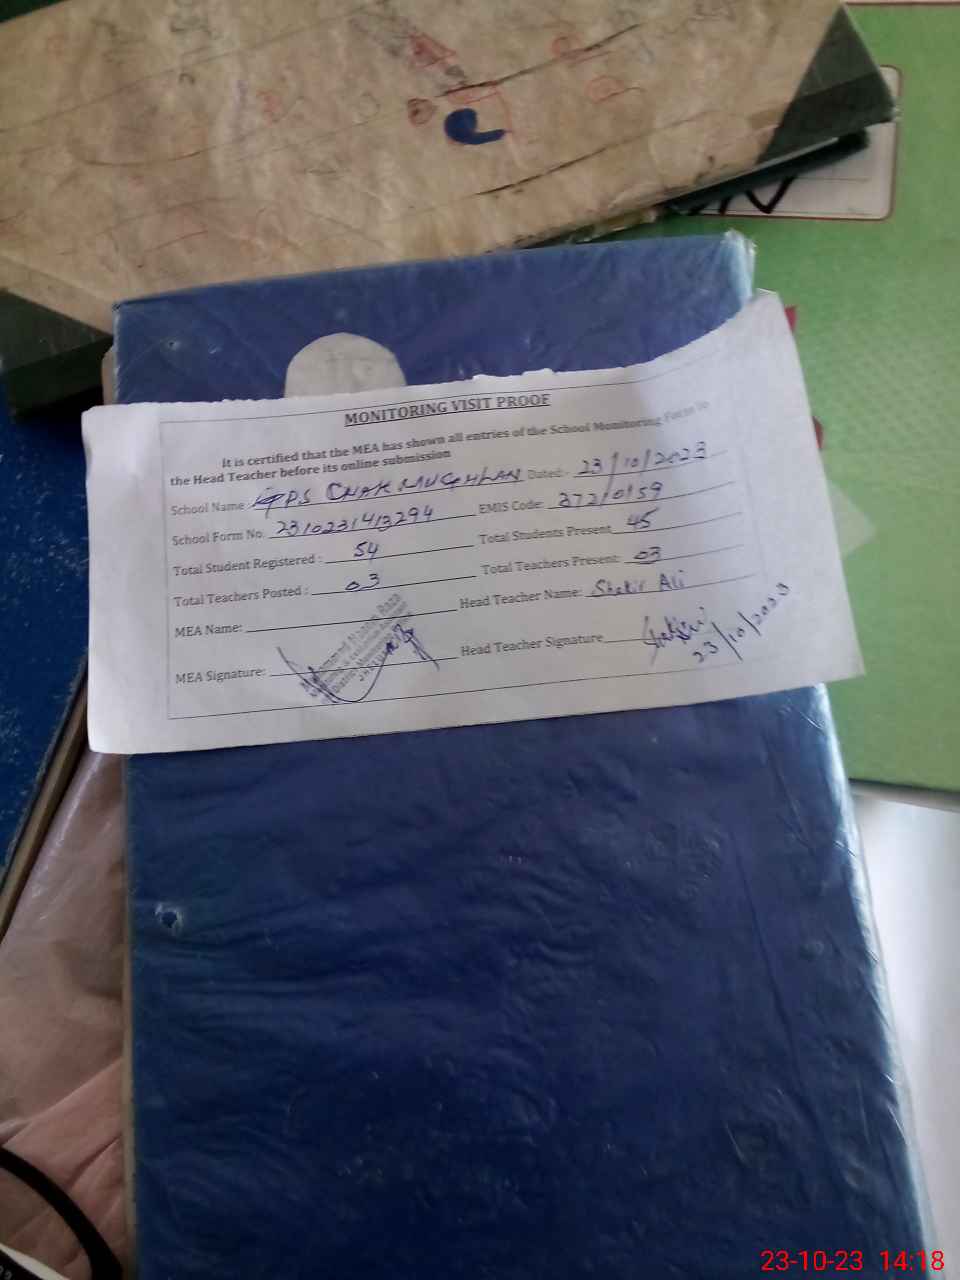 MONITORING VISIT PROOF
It is certified that the MEA has shown all entries of the School Monitoring Form to
the Head Teacher before its online submission
School Name: GPS CHAK MUGHLAN Dated:- 23/10/2023
School Form No. 2310231413294 EMIS Code: 37210159
Total Student Registered : 54 Total Students Present 45
Total Teachers Posted : 03 Total Teachers Present: 03
MEA Name: Head Teacher Name: Shakir Ali
MEA Signature: Head Teacher Signature
23/10/2023
23-10-23 14:18